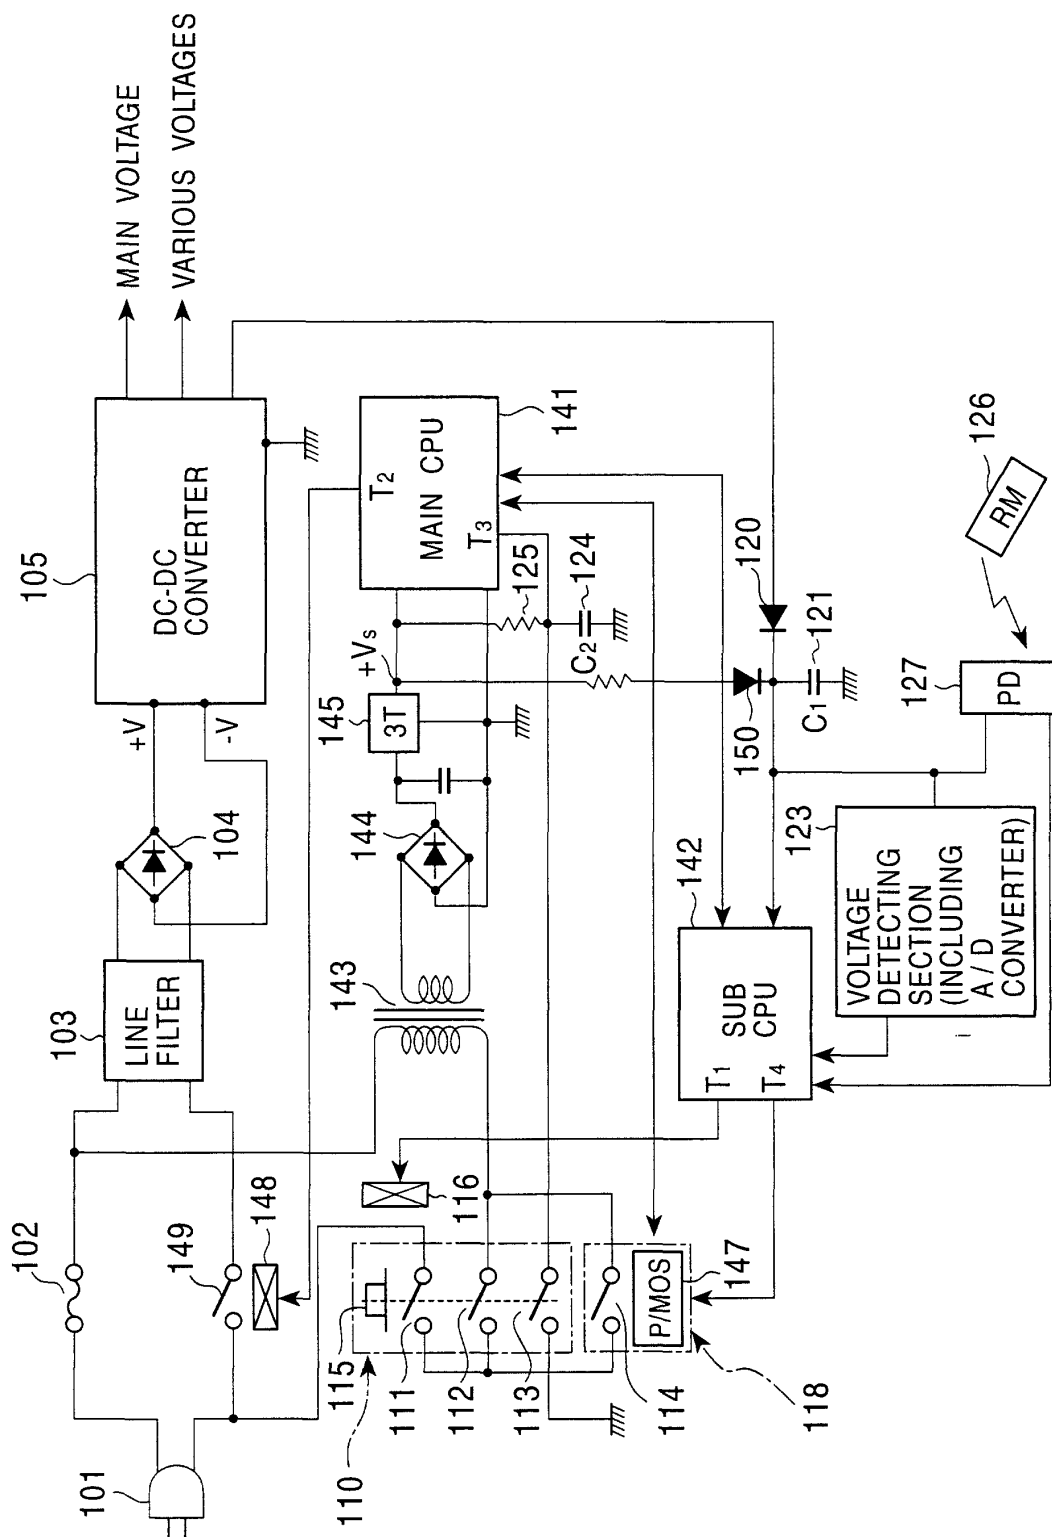 101
102
103
LINE
FILTER
104
+V
-V
105
DC-DC
CONVERTER
MAIN VOLTAGE
VARIOUS VOLTAGES
149
148
143
144
145
3T
+Vs
T2
MAIN CPU
T3
141
125
C2
124
110
115
111
112
113
114
116
P/MOS
147
118
142
SUB
CPU
T1
T4
150
120
C1
121
123
VOLTAGE
DETECTING
SECTION
(INCLUDING
A/D
CONVERTER)
127
PD
126
RM